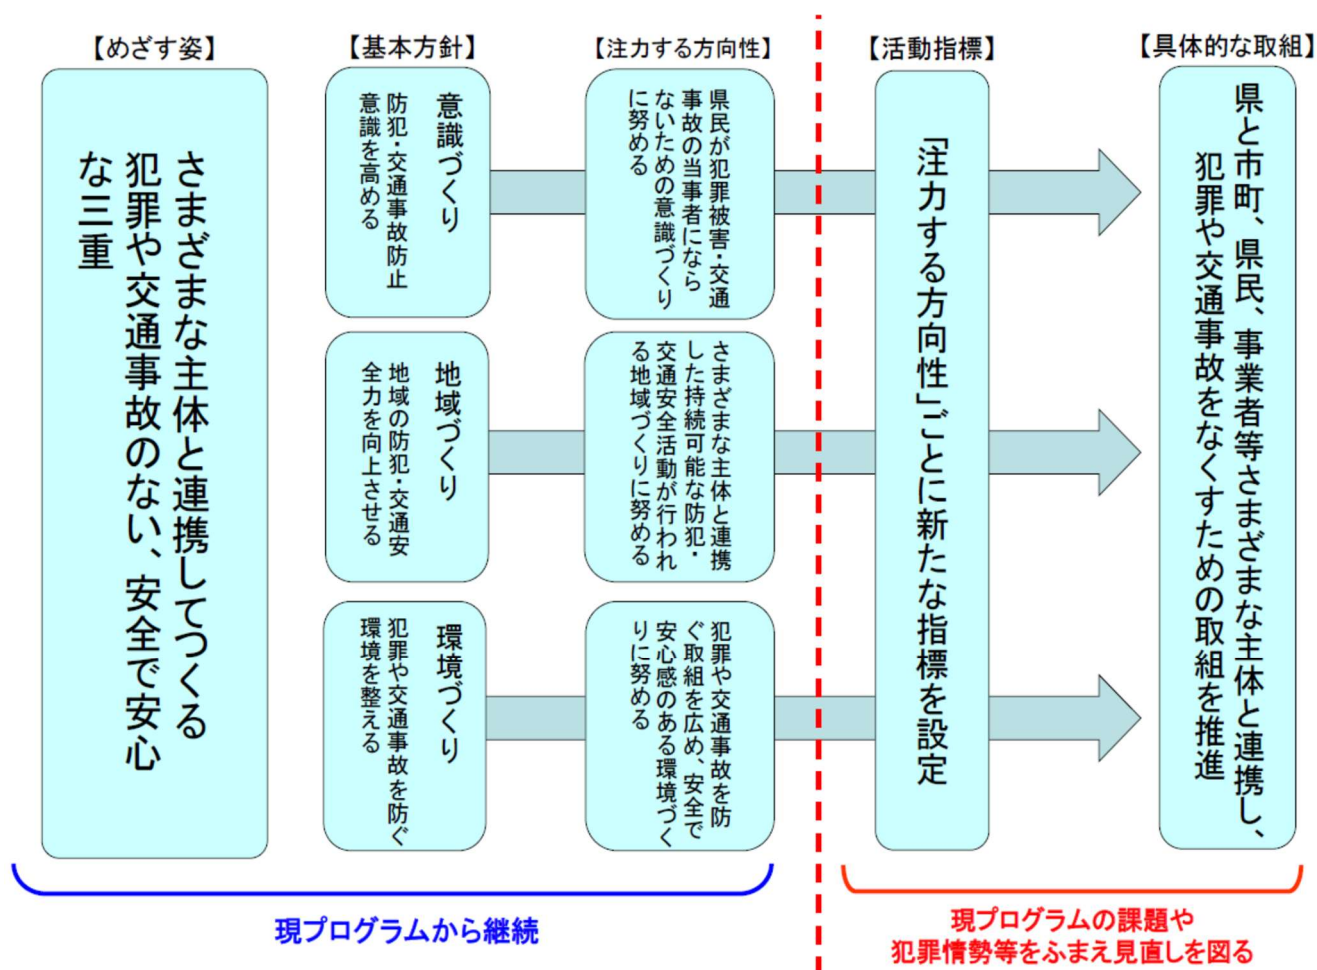 【めざす姿】
さまざまな主体と連携してつくる
犯罪や交通事故のない、安全で安心
な三重
【基本方針】
意識づくり
防犯・交通事故防止
意識を高める
地域づくり
地域の防犯・交通安
全力を向上させる
環境づくり
犯罪や交通事故を防ぐ
環境を整える
【注力する方向性】
県民が犯罪被害・交通
事故の当事者になら
ないための意識づくり
に努める
さまざまな主体と連携
した持続可能な防犯・
交通安全活動が行われ
る地域づくりに努める
犯罪や交通事故を防
ぐ取組を広め、安全で
安心感のある環境づく
りに努める
【活動指標】
「注力する方向性」ごとに新たな指標を設定
【具体的な取組】
県と市町、県民、事業者等さまざまな主体と連携し、
犯罪や交通事故をなくすための取組を推進
現プログラムから継続
現プログラムの課題や
犯罪情勢等をふまえ見直しを図る